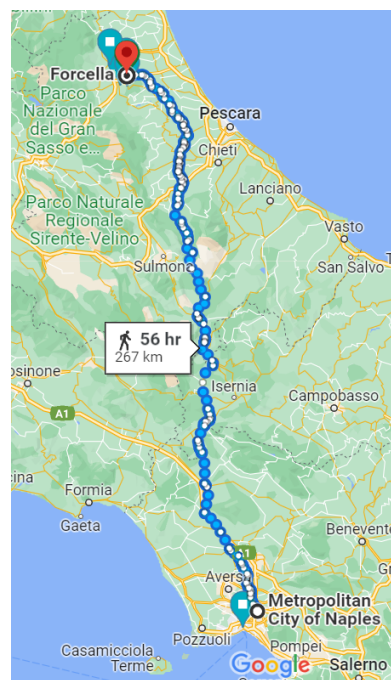 Forcella
Parco
Nazionale
del Gran
Sasso e...
Pescara
Chieti
Lanciano
Parco Naturale
Regionale
Sirente-Velino
Vasto
San Salvo
Sulmona
56 hr
267 km
Isernia
Campobasso
A1
Formia
Gaeta
Benevento
Metropolitan
City of Naples
Pozzuoli
Pompei
Casamicciola
Terme
Google
Salerno